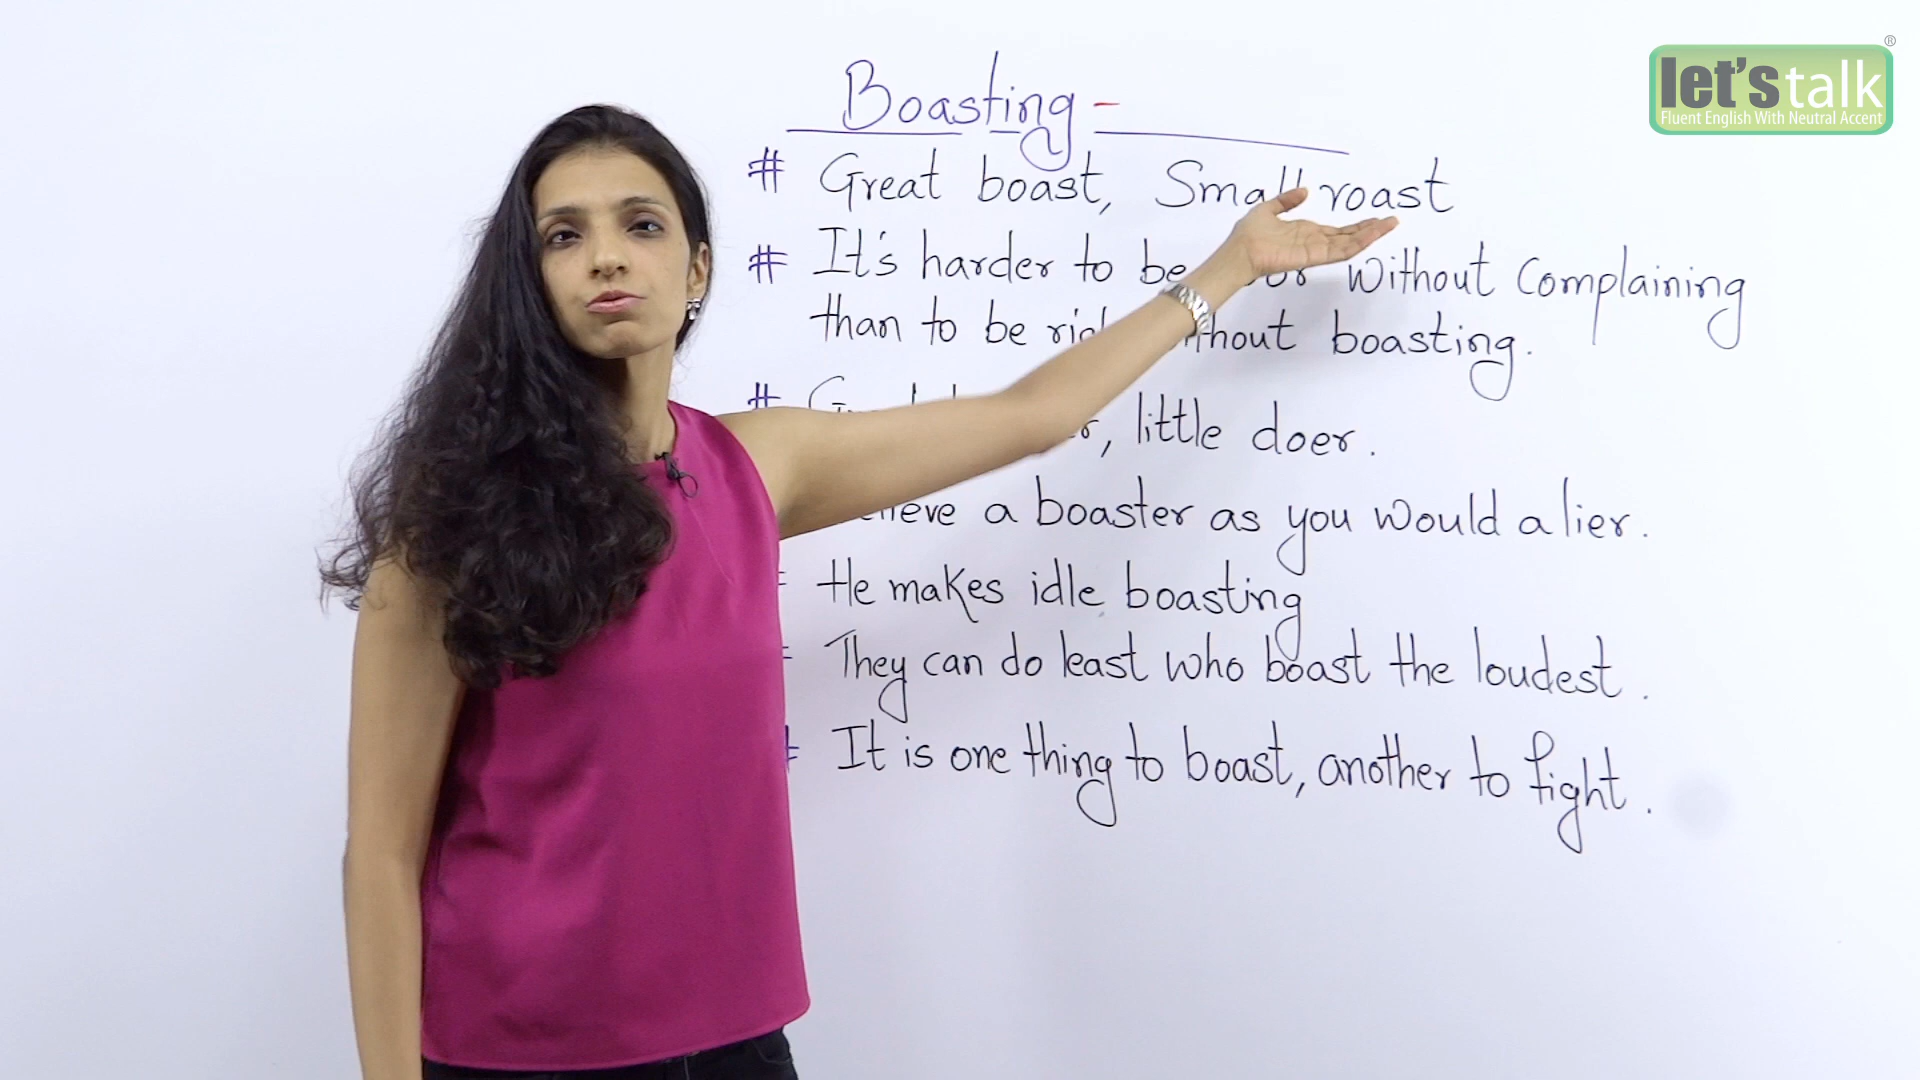 Boasting -
# Great boast, Small roast
# It's harder to be without complaining
than to be without boasting.
#
, little doer.
a boaster as you would a lier.
He makes idle boasting
They can do least who boast the loudest.
It is one thing to boast, another to fight.
let's talk ®
Fluent English With Neutral Accent